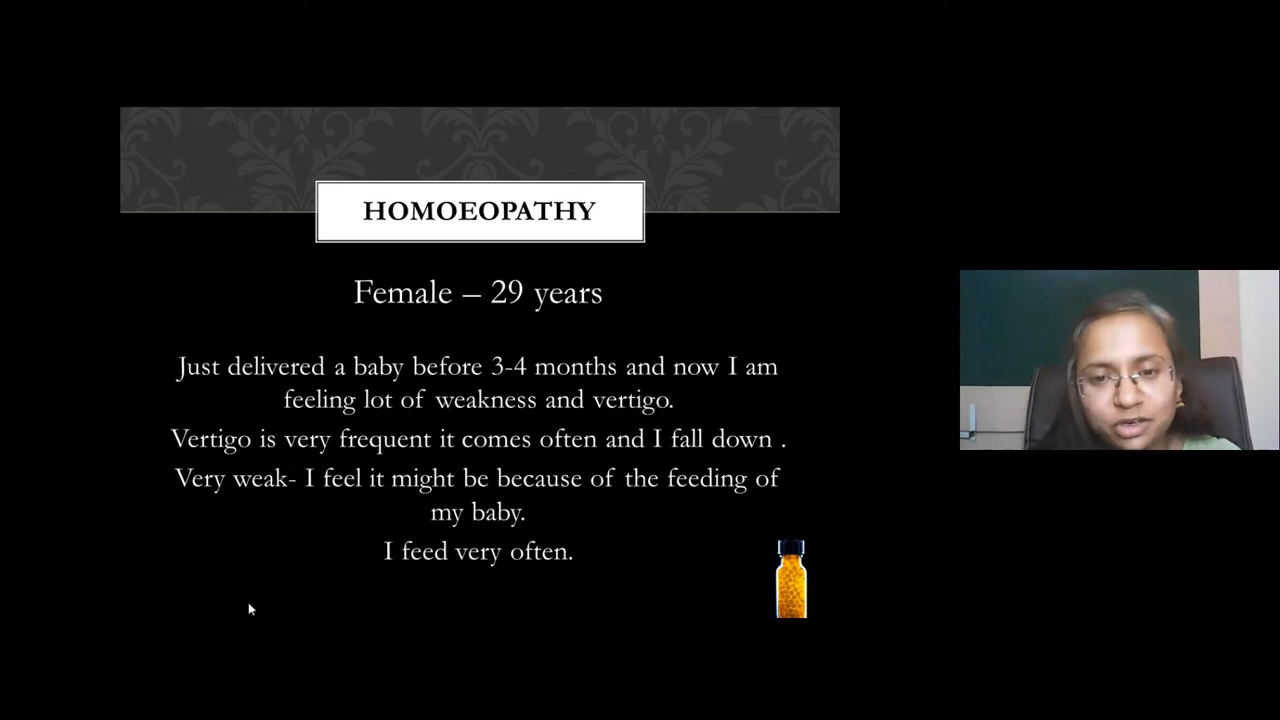 HOMOEOPATHY
Female – 29 years
Just delivered a baby before 3-4 months and now I am
feeling lot of weakness and vertigo.
Vertigo is very frequent it comes often and I fall down .
Very weak- I feel it might be because of the feeding of
my baby.
I feed very often.